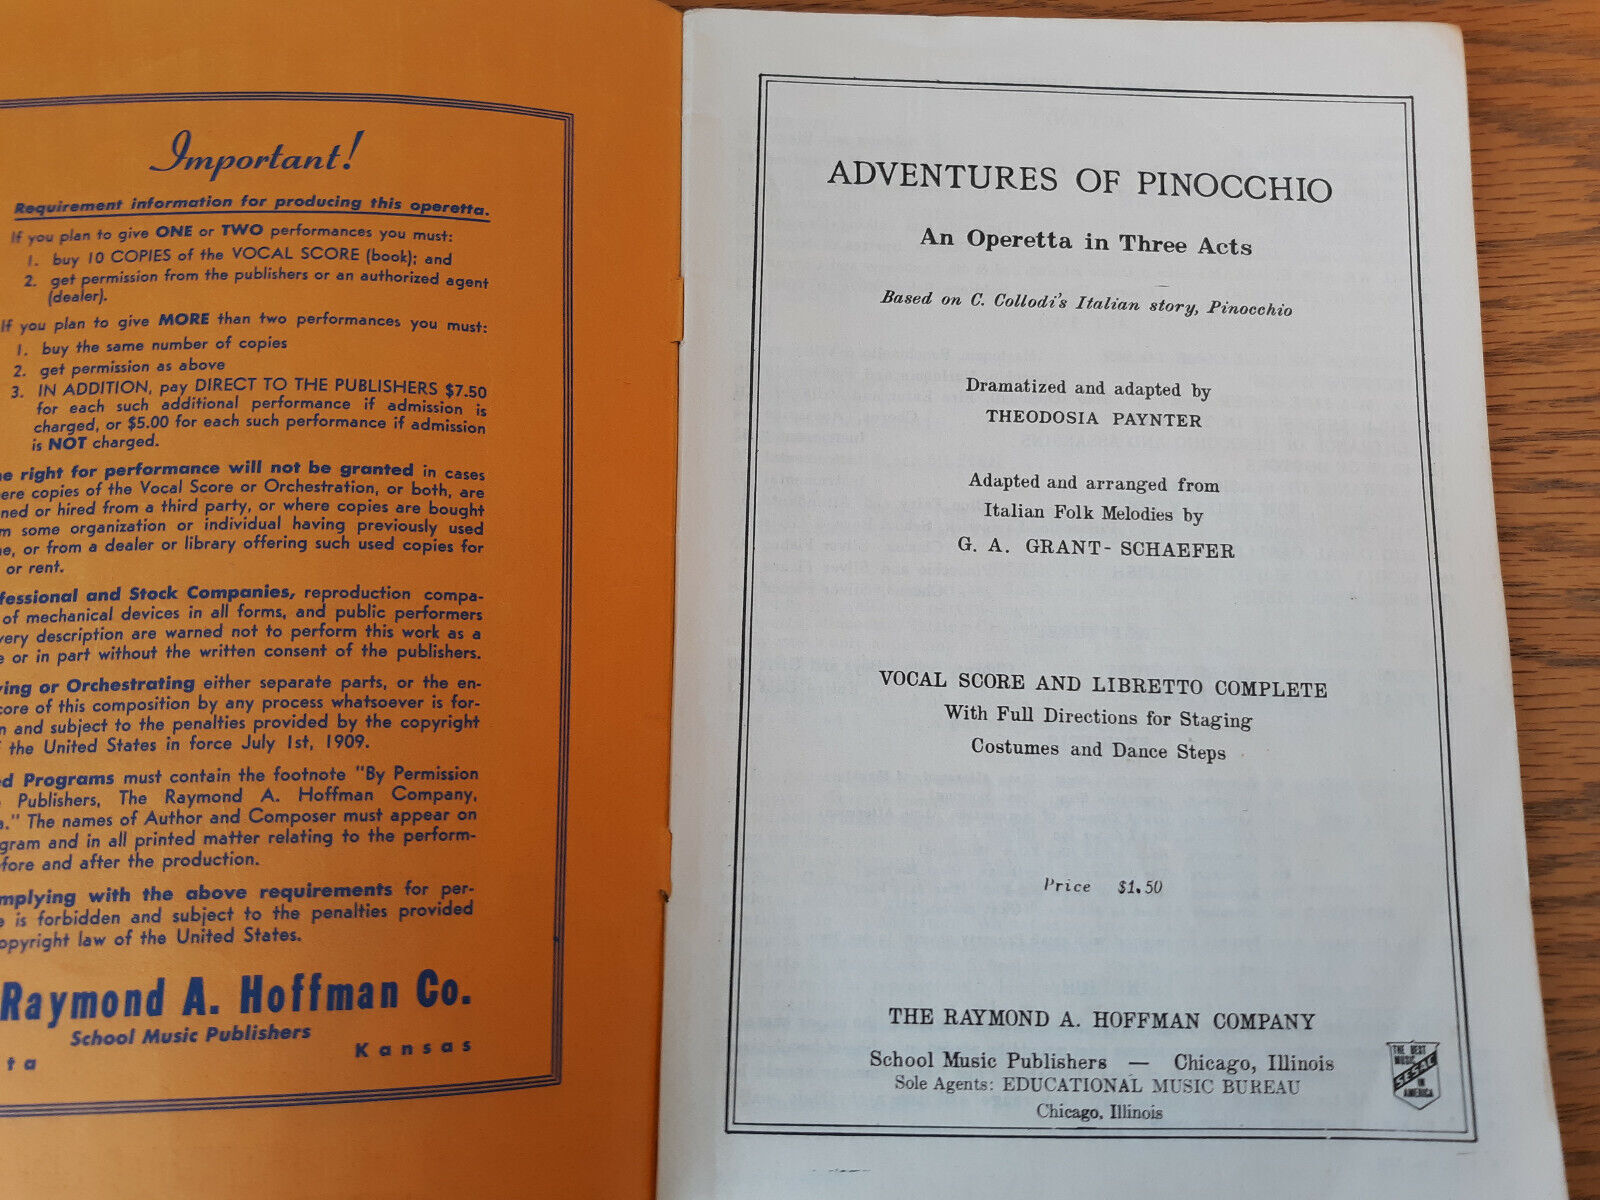 Important!
Requirement information for producing this operetta.
If you plan to give ONE or TWO performances you must:
1. buy 10 COPIES of the VOCAL SCORE (book); and
2. get permission from the publishers or an authorized agent
(dealer).
If you plan to give MORE than two performances you must:
1. buy the same number of copies
2. get permission as above
3. IN ADDITION, pay DIRECT TO THE PUBLISHERS $7.50
for each such additional performance if admission is
charged, or $5.00 for each such performance if admission
is NOT charged.
right for performance will not be granted in cases
copies of the Vocal Score or Orchestration, or both, are
or hired from a third party, or where copies are bought
some organization or individual having previously used
or from a dealer or library offering such used copies for
or rent.
and Stock Companies, reproduction compa-
of mechanical devices in all forms, and public performers
description are warned not to perform this work as a
or in part without the written consent of the publishers.
or Orchestrating either separate parts, or the en-
of this composition by any process whatsoever is for-
and subject to the penalties provided by the copyright
the United States in force July 1st, 1909.
Programs must contain the footnote "By Permission
Publishers, The Raymond A. Hoffman Company,
The names of Author and Composer must appear on
and in all printed matter relating to the perform-
and after the production.
with the above requirements for per-
is forbidden and subject to the penalties provided
law of the United States.
Raymond A. Hoffman Co.
School Music Publishers
Kansas
ADVENTURES OF PINOCCHIO
An Operetta in Three Acts
Based on C. Collodi's Italian story, Pinocchio
Dramatized and adapted by
THEODOSIA PAYNTER
Adapted and arranged from
Italian Folk Melodies by
G. A. GRANT-SCHAEFER
VOCAL SCORE AND LIBRETTO COMPLETE
With Full Directions for Staging
Costumes and Dance Steps
Price $1.50
THE RAYMOND A. HOFFMAN COMPANY
School Music Publishers — Chicago, Illinois
Sole Agents: EDUCATIONAL MUSIC BUREAU
Chicago, Illinois
THE BEST
MUSIC
SESAC
IN
AMERICA